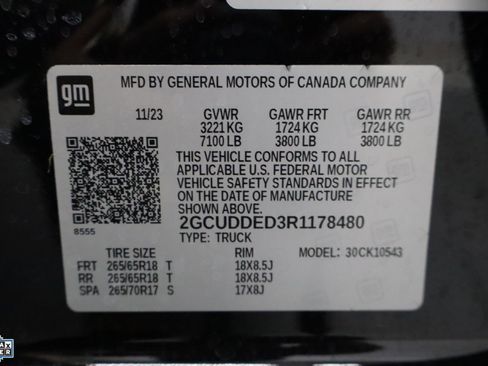 gm
MFD BY GENERAL MOTORS OF CANADA COMPANY
11/23 GVWR GAWR FRT GAWR RR
3221 KG 1724 KG 1724 KG
7100 LB 3800 LB 3800 LB
THIS VEHICLE CONFORMS TO ALL
APPLICABLE U.S. FEDERAL MOTOR
VEHICLE SAFETY STANDARDS IN EFFECT
ON THE DATE OF MANUFACTURE
SHOWN ABOVE.
8555
2GCUDDED3R1178480
TYPE: TRUCK
TIRE SIZE RIM MODEL: 30CK10543
FRT 265/65R18 T 18X8.5J
RR 265/65R18 T 18X8.5J
SPA 265/70R17 S 17X8J